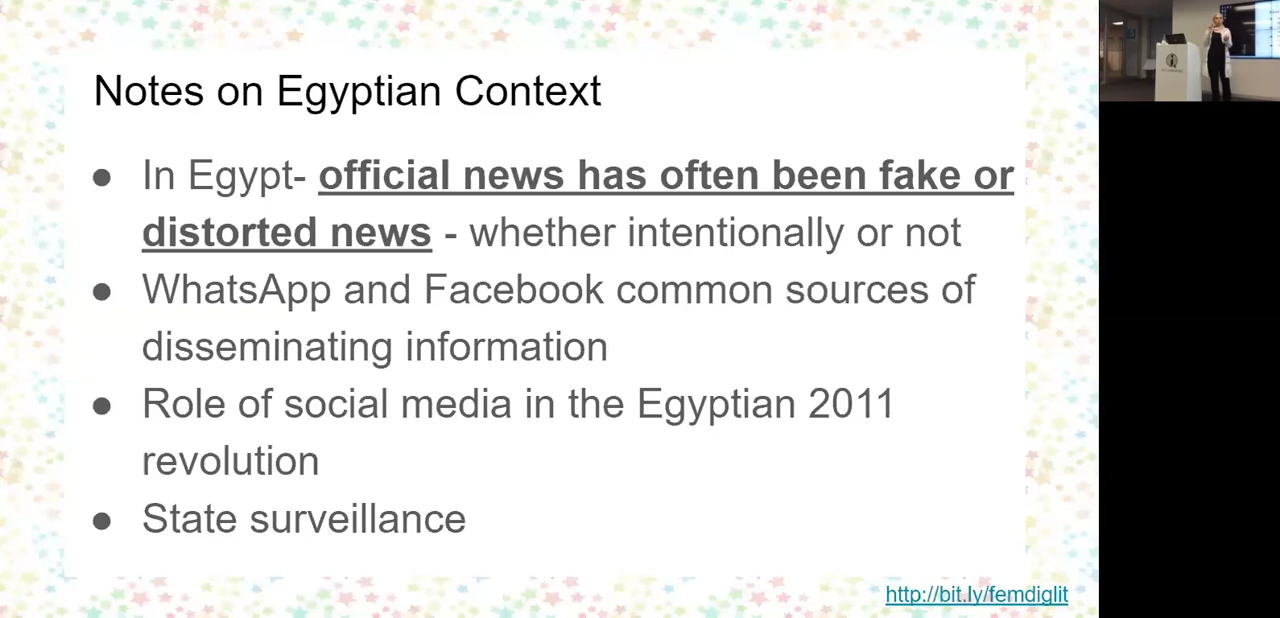 Notes on Egyptian Context
● In Egypt- official news has often been fake or
distorted news - whether intentionally or not
● WhatsApp and Facebook common sources of
disseminating information
● Role of social media in the Egyptian 2011
revolution
● State surveillance
http://bit.ly/femdiglit